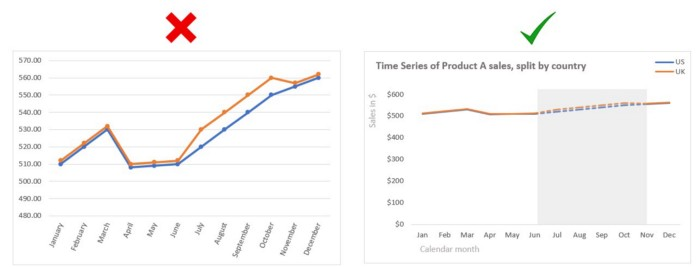 570.00
560.00
550.00
540.00
530.00
520.00
510.00
500.00
490.00
480.00
January
February
March
April
May
June
July
August
September
October
November
December
Time Series of Product A sales, split by country
US
UK
Sales in $
$600
$500
$400
$300
$200
$100
$0
Jan Feb Mar Apr May Jun Jul Aug Sep Oct Nov Dec
Calendar month